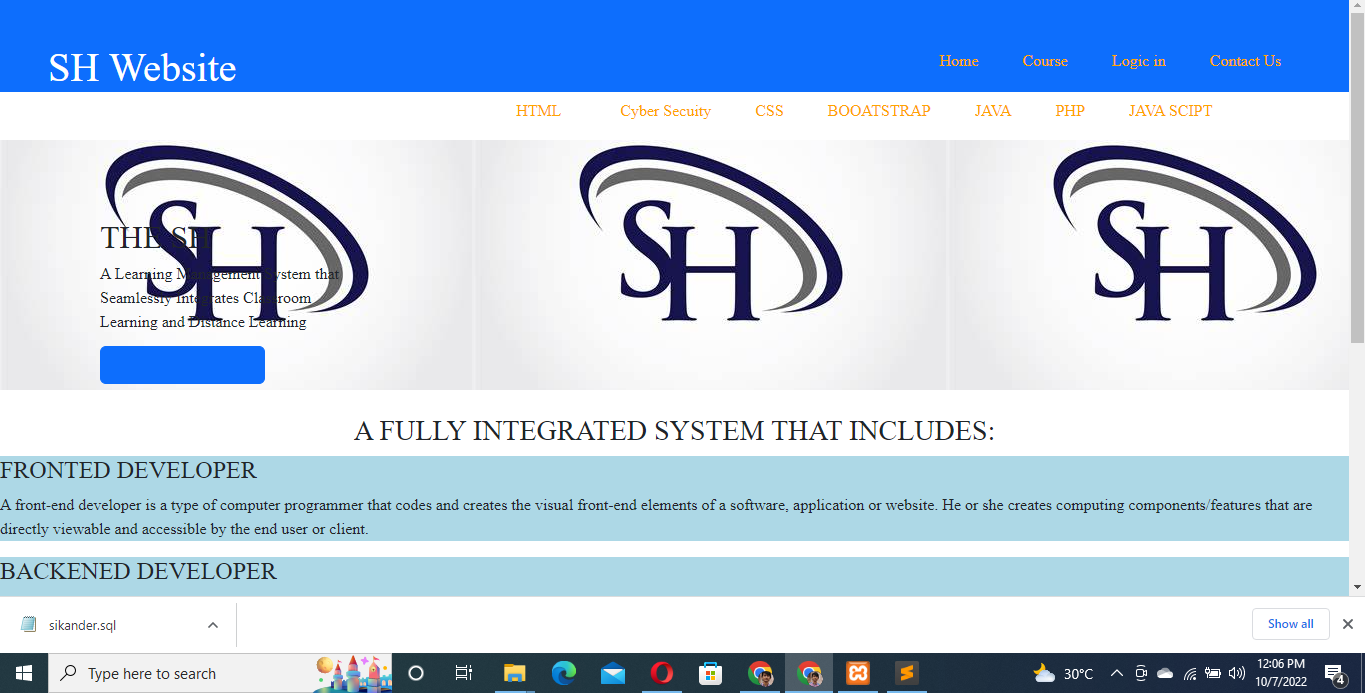 SH Website
Home Course Logic in Contact Us
HTML Cyber Secuity CSS BOOATSTRAP JAVA PHP JAVA SCIPT
SH SH SH
THE SH
A Learning Management System that
Seamlessly Integrates Classroom
Learning and Distance Learning
A FULLY INTEGRATED SYSTEM THAT INCLUDES:
FRONTED DEVELOPER
A front-end developer is a type of computer programmer that codes and creates the visual front-end elements of a software, application or website. He or she creates computing components/features that are
directly viewable and accessible by the end user or client.
BACKENED DEVELOPER
sikander.sql
Show all
Type here to search
30°C
12:06 PM
10/7/2022
4